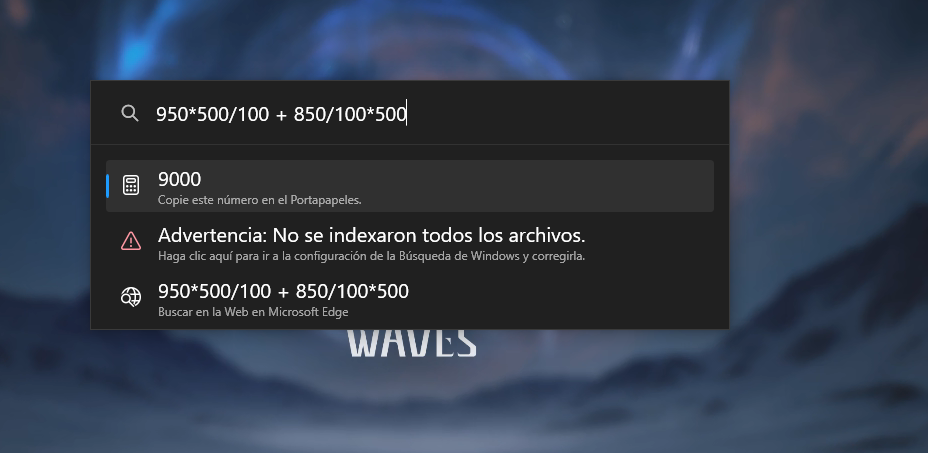 950*500/100 + 850/100*500
9000
Copie este número en el Portapapeles.
Advertencia: No se indexaron todos los archivos.
Haga clic aquí para ir a la configuración de la Búsqueda de Windows y corregirla.
950*500/100 + 850/100*500
Buscar en la Web en Microsoft Edge
WAVES